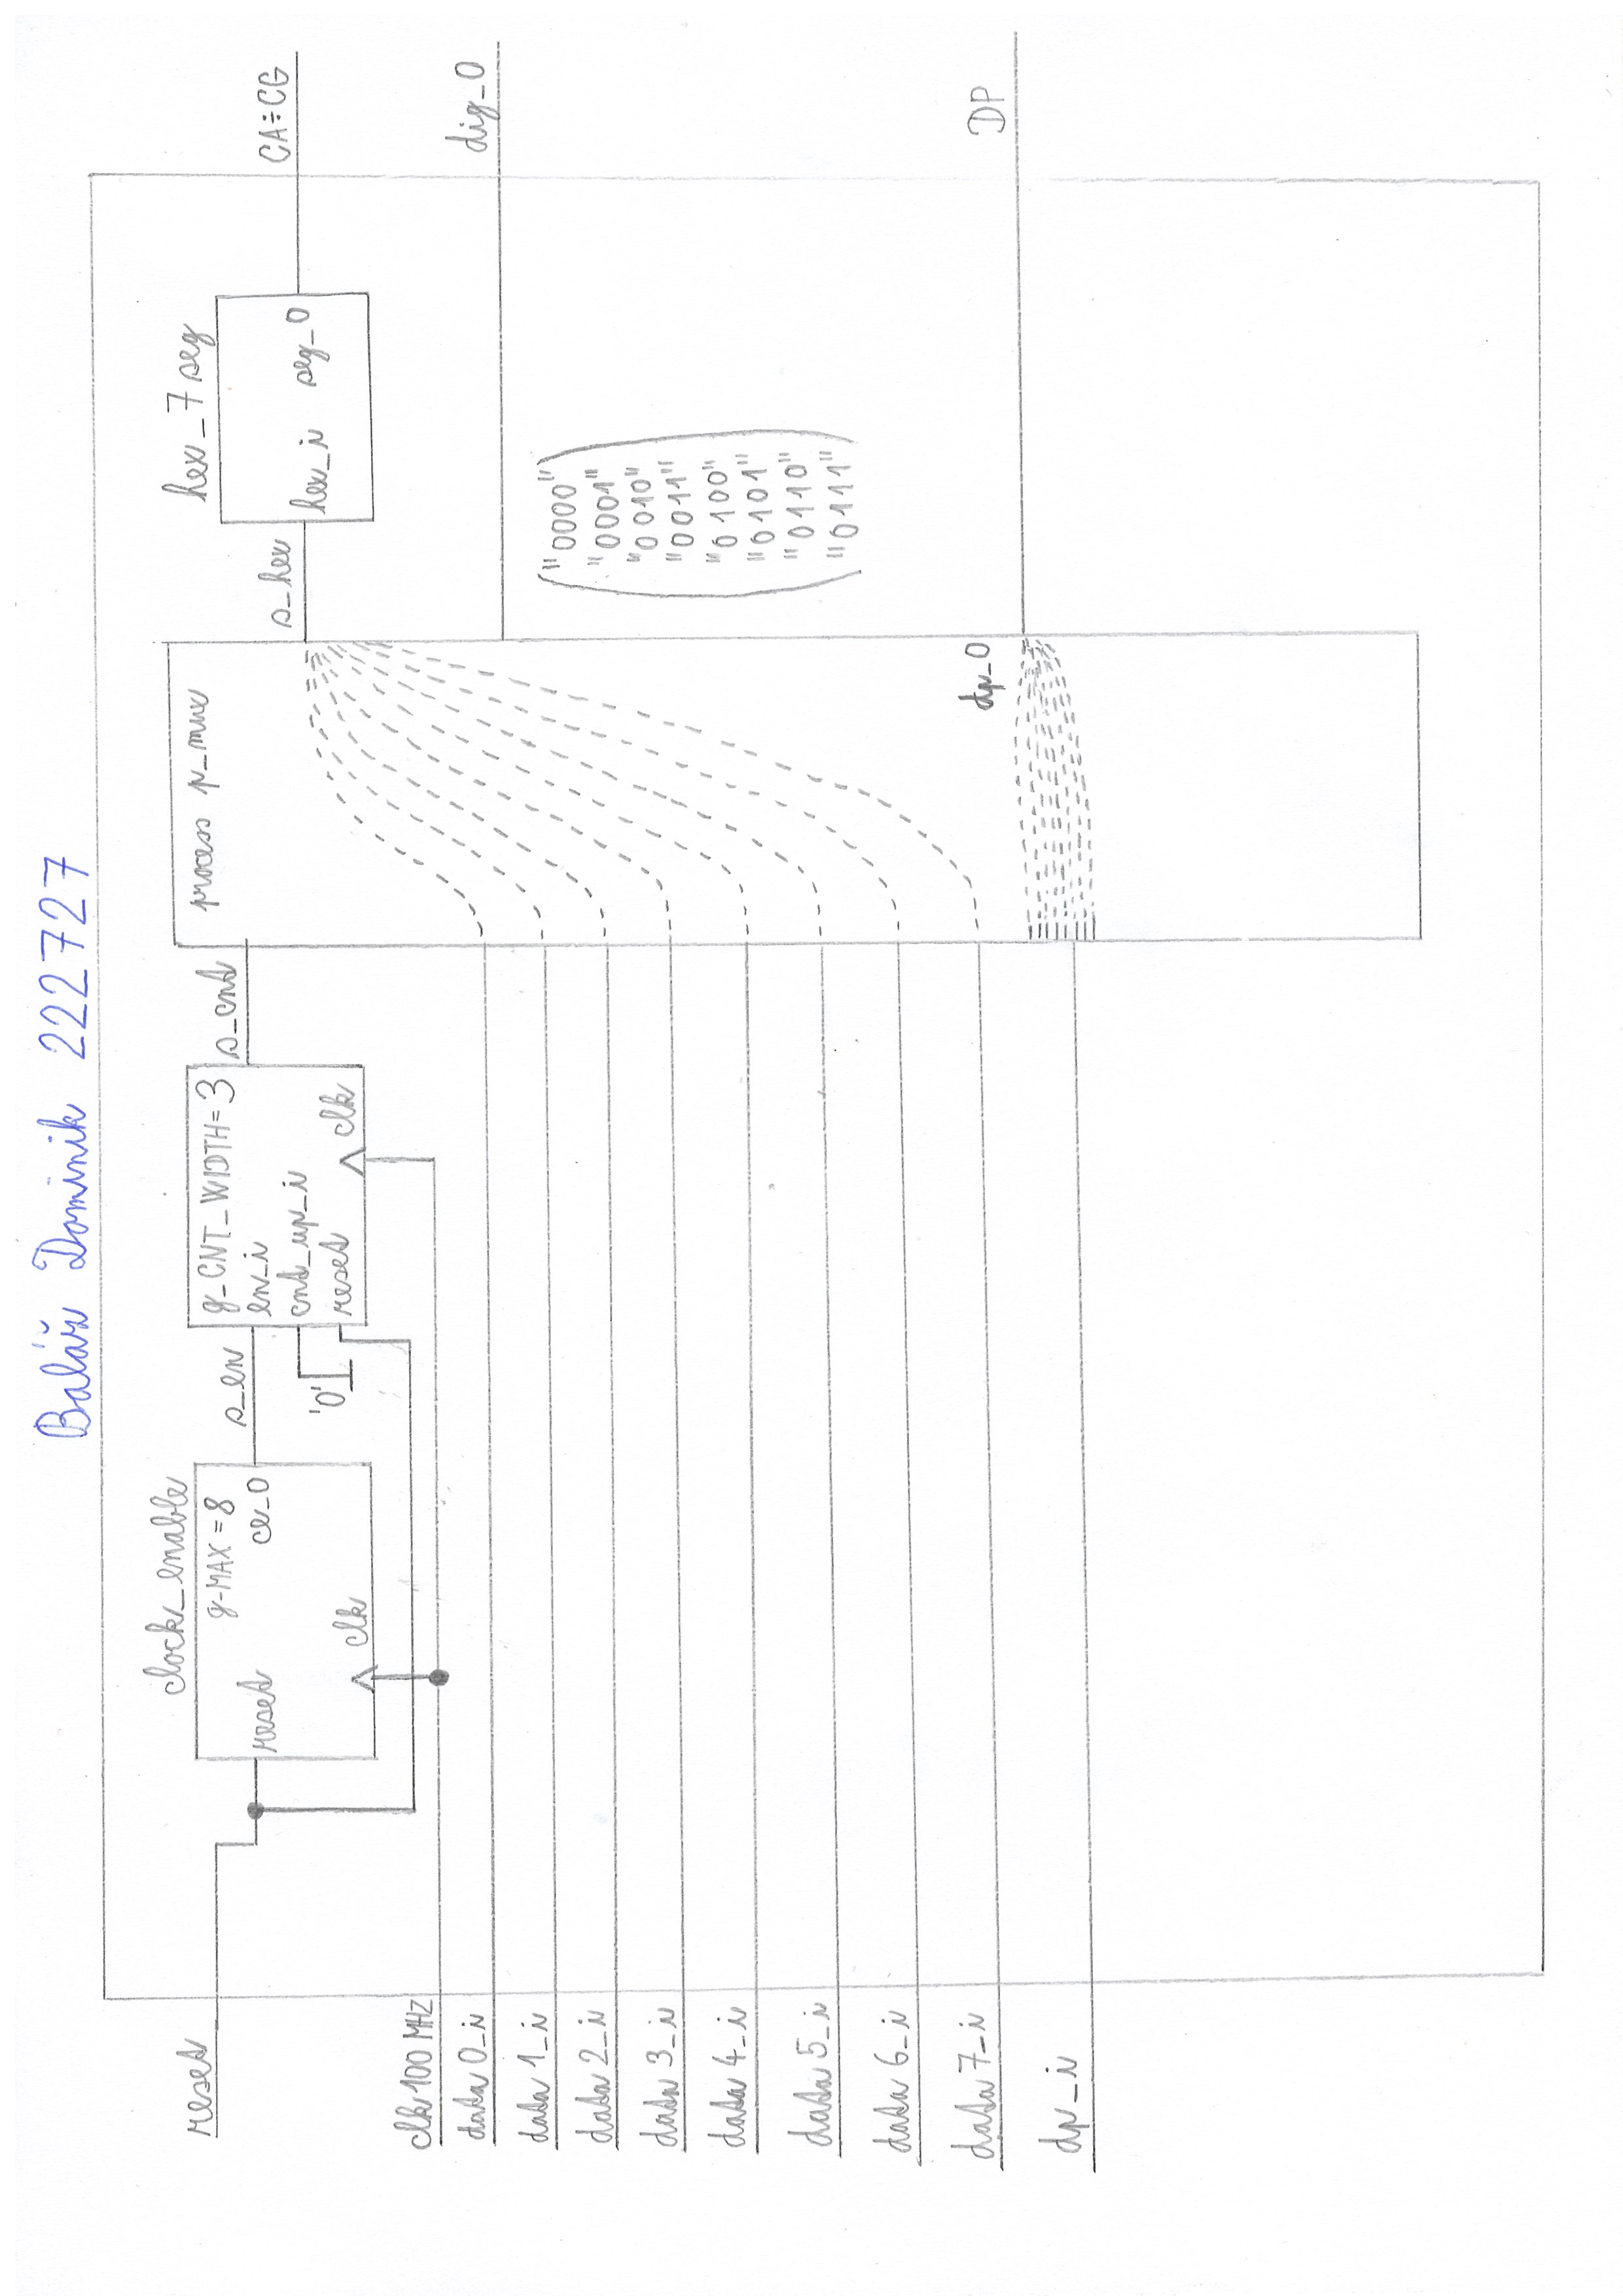 Baláž Dominik 222727
clock_enable
reset
g-MAX = 8
reset
ce_0
clk
s_en
g_CNT_WIDTH = 3
en_i
cnt_up_i
'0'
reset
clk
s_cnt
process p_mux
s_hex
hex_7seg
hex_i
seg_0
CA÷CG
clk 100 MHz
data 0_i
data 1_i
data 2_i
data 3_i
data 4_i
data 5_i
data 6_i
data 7_i
dp_i
dig_0
"0000"
"0001"
"0010"
"0011"
"0100"
"0101"
"0110"
"0111"
dp_0
DP